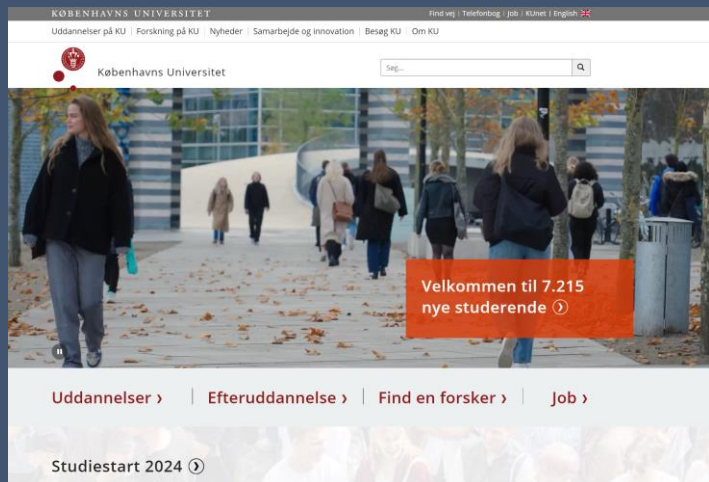 KØBENHAVNS UNIVERSITET
Find vej | Telefonbog | Job | KUnet | English
Uddannelser på KU | Forskning på KU | Nyheder | Samarbejde og innovation | Besøg KU | Om KU
Københavns Universitet
Søg...
Velkommen til 7.215
nye studerende
Uddannelser › | Efteruddannelse › | Find en forsker › | Job ›
Studiestart 2024